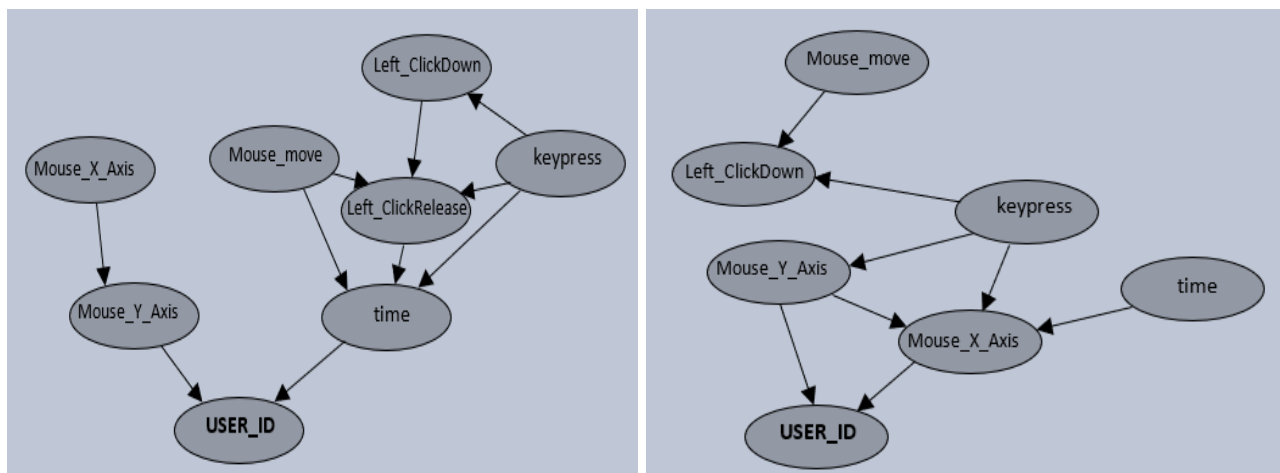 Left_ClickDown
Mouse_move
keypress
Mouse_X_Axis
Left_ClickRelease
Mouse_Y_Axis
time
USER_ID
Mouse_move
Left_ClickDown
keypress
Mouse_Y_Axis
time
Mouse_X_Axis
USER_ID